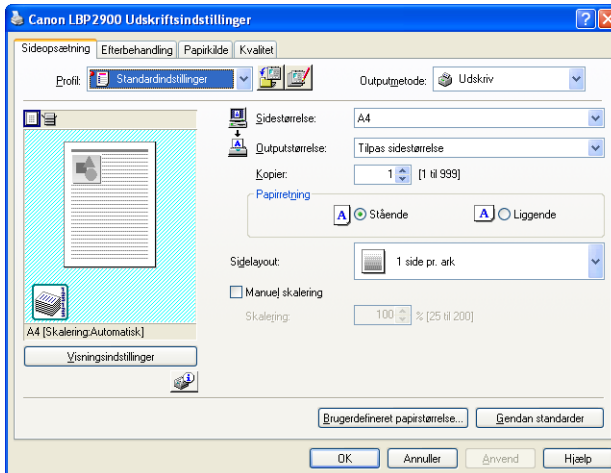 Canon LBP2900 Udskriftsindstillinger
Sideopsætning Efterbehandling Papirkilde Kvalitet
Profil: Standardindstillinger Outputmetode: Udskriv
Sidestørrelse: A4
Outputstørrelse: Tilpas sidestørrelse
Kopier: 1 [1 til 999]
Papirretning
A Stående A Liggende
Sidelayout: 1 side pr. ark
Manuel skalering
Skalering: 100 % [25 til 200]
A4 [Skalering:Automatisk]
Visningsindstillinger
Brugerdefineret papirstørrelse... Gendan standarder
OK Annuller Anvend Hjælp